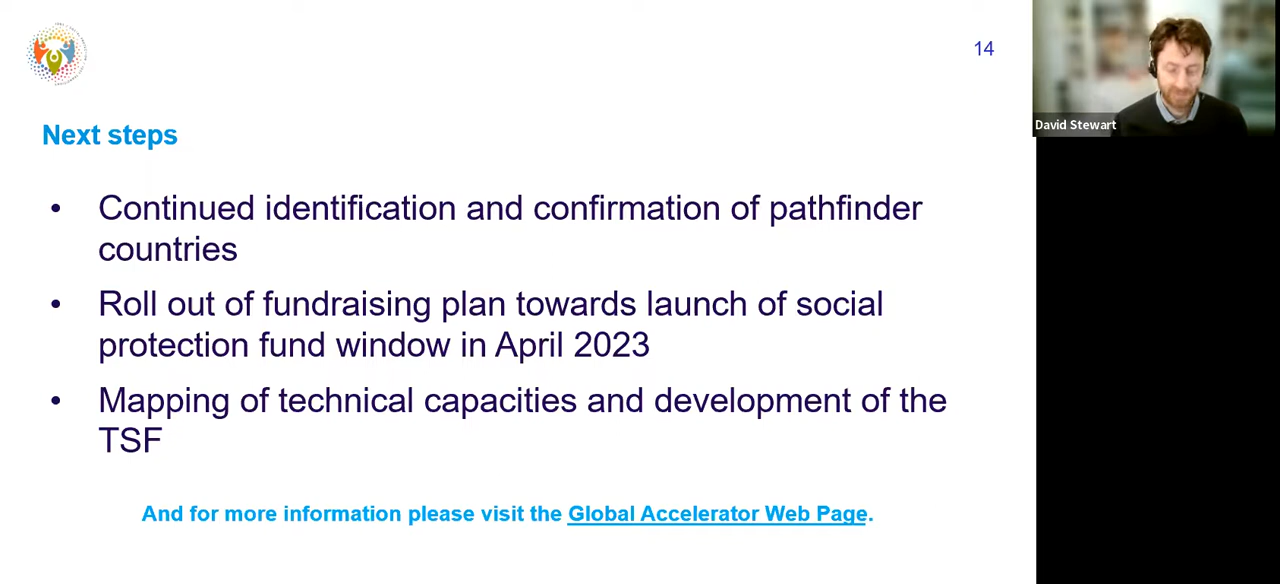 14
David Stewart
Next steps
• Continued identification and confirmation of pathfinder
countries
• Roll out of fundraising plan towards launch of social
protection fund window in April 2023
• Mapping of technical capacities and development of the
TSF
And for more information please visit the Global Accelerator Web Page.